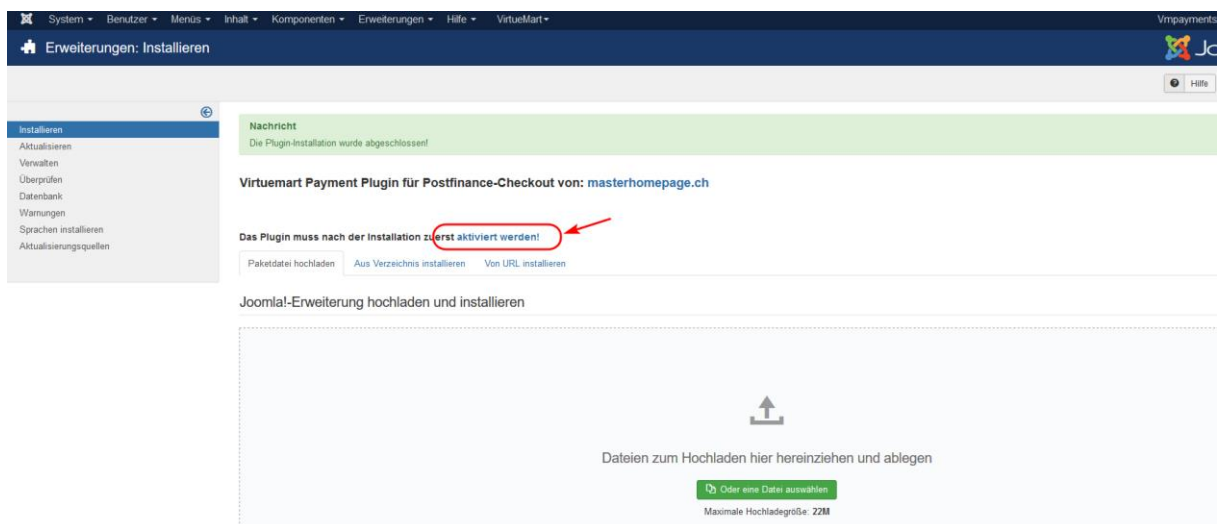 System Benutzer Menüs Inhalt Komponenten Erweiterungen Hilfe VirtueMart Vmpayments
Erweiterungen: Installieren
Hilfe
Installieren
Aktualisieren
Verwalten
Überprüfen
Datenbank
Warnungen
Sprachen installieren
Aktualisierungsquellen
Nachricht
Die Plugin-Installation wurde abgeschlossen!
Virtuemart Payment Plugin für Postfinance-Checkout von: masterhomepage.ch
Das Plugin muss nach der Installation zuerst aktiviert werden!
Paketdatei hochladen Aus Verzeichnis installieren Von URL installieren
Joomla!-Erweiterung hochladen und installieren
Dateien zum Hochladen hier hereinziehen und ablegen
Oder eine Datei auswählen
Maximale Hochladegröße: 22M